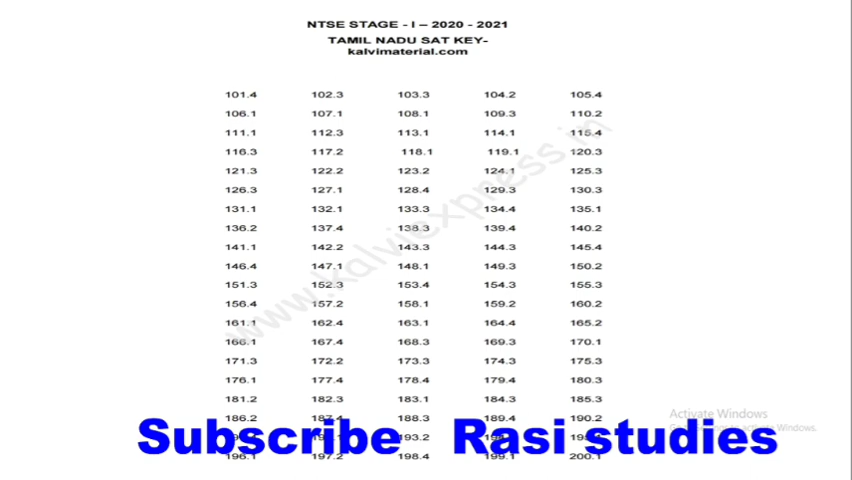 NTSE STAGE - I – 2020 - 2021
TAMIL NADU SAT KEY-
kalvimaterial.com
101.4 102.3 103.3 104.2 105.4
106.1 107.1 108.1 109.3 110.2
111.1 112.3 113.1 114.1 115.4
116.3 117.2 118.1 119.1 120.3
121.3 122.2 123.2 124.1 125.3
126.3 127.1 128.4 129.3 130.3
131.1 132.1 133.3 134.4 135.1
136.2 137.4 138.3 139.4 140.2
141.1 142.2 143.3 144.3 145.4
146.4 147.1 148.1 149.3 150.2
151.3 152.3 153.4 154.3 155.3
156.4 157.2 158.1 159.2 160.2
161.1 162.4 163.1 164.4 165.2
166.1 167.4 168.3 169.3 170.1
171.3 172.2 173.3 174.3 175.3
176.1 177.4 178.4 179.4 180.3
181.2 182.3 183.1 184.3 185.3
186.2 187.4 188.3 189.4 190.2
193.2
196.1 197.2 198.4 199.1 200.1
www.kalviexpress.in
Subscribe Rasi studies
Activate Windows
to activate Windows.